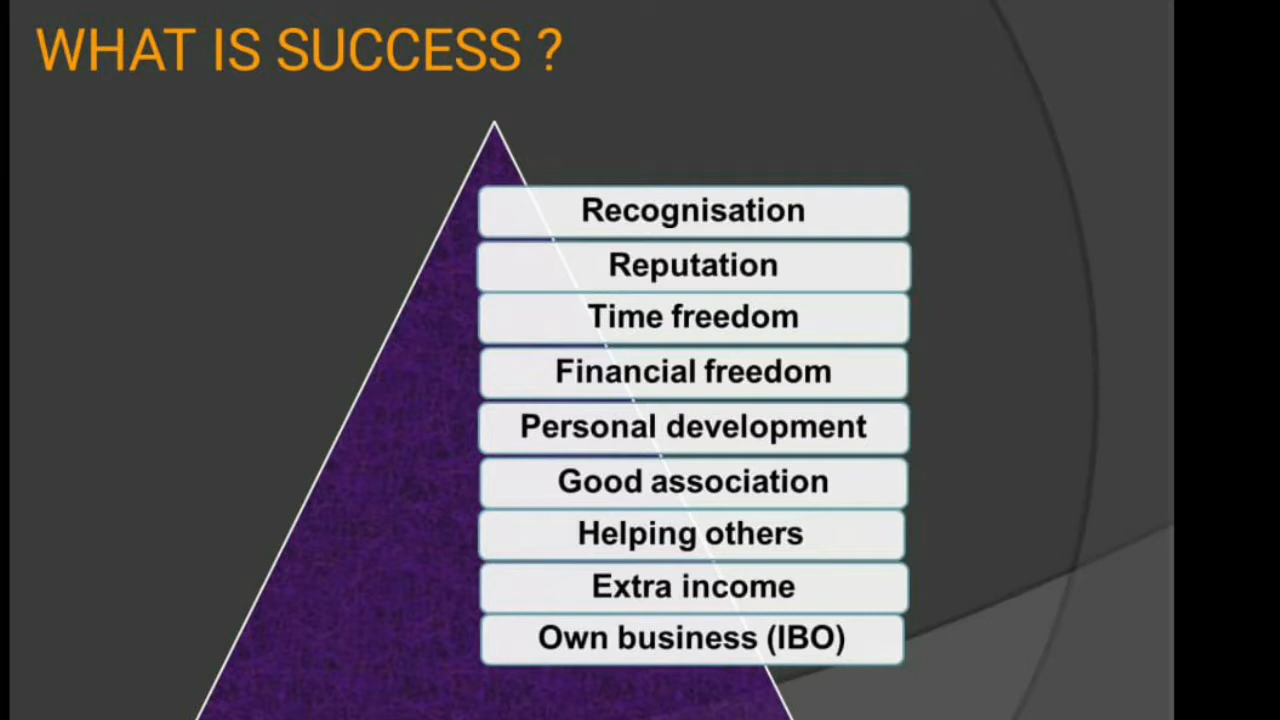 WHAT IS SUCCESS ?
Recognisation
Reputation
Time freedom
Financial freedom
Personal development
Good association
Helping others
Extra income
Own business (IBO)